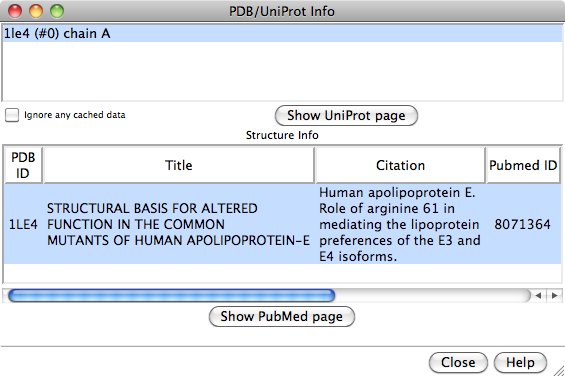 PDB/UniProt Info
1le4 (#0) chain A
Ignore any cached data
Show UniProt page
Structure Info
PDB ID
Title
Citation
Pubmed ID
1LE4
STRUCTURAL BASIS FOR ALTERED
FUNCTION IN THE COMMON
MUTANTS OF HUMAN APOLIPOPROTEIN-E
Human apolipoprotein E.
Role of arginine 61 in
mediating the lipoprotein
preferences of the E3 and
E4 isoforms.
8071364
Show PubMed page
Close
Help